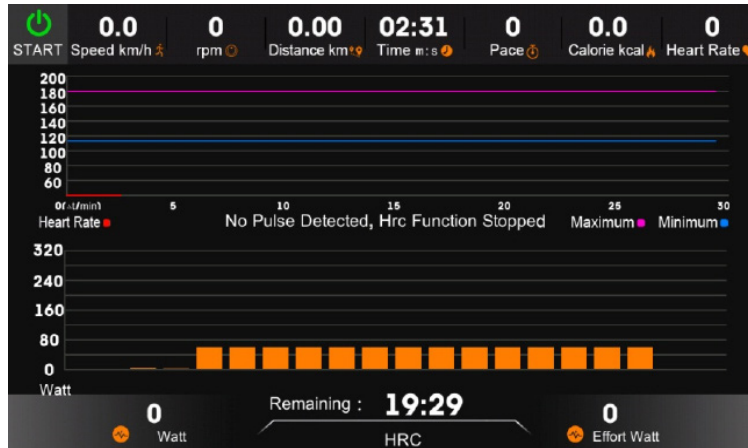 0.0 0 0.00 02:31 0 0.0 0
START Speed km/h rpm Distance km Time m:s Pace Calorie kcal Heart Rate
200
180
160
140
120
100
80
60
0(Δt/min) 5 10 15 20 25 30
Heart Rate No Pulse Detected, Hrc Function Stopped Maximum Minimum
320
240
160
80
0
Watt
0 Remaining : 19:29 0
Watt HRC Effort Watt